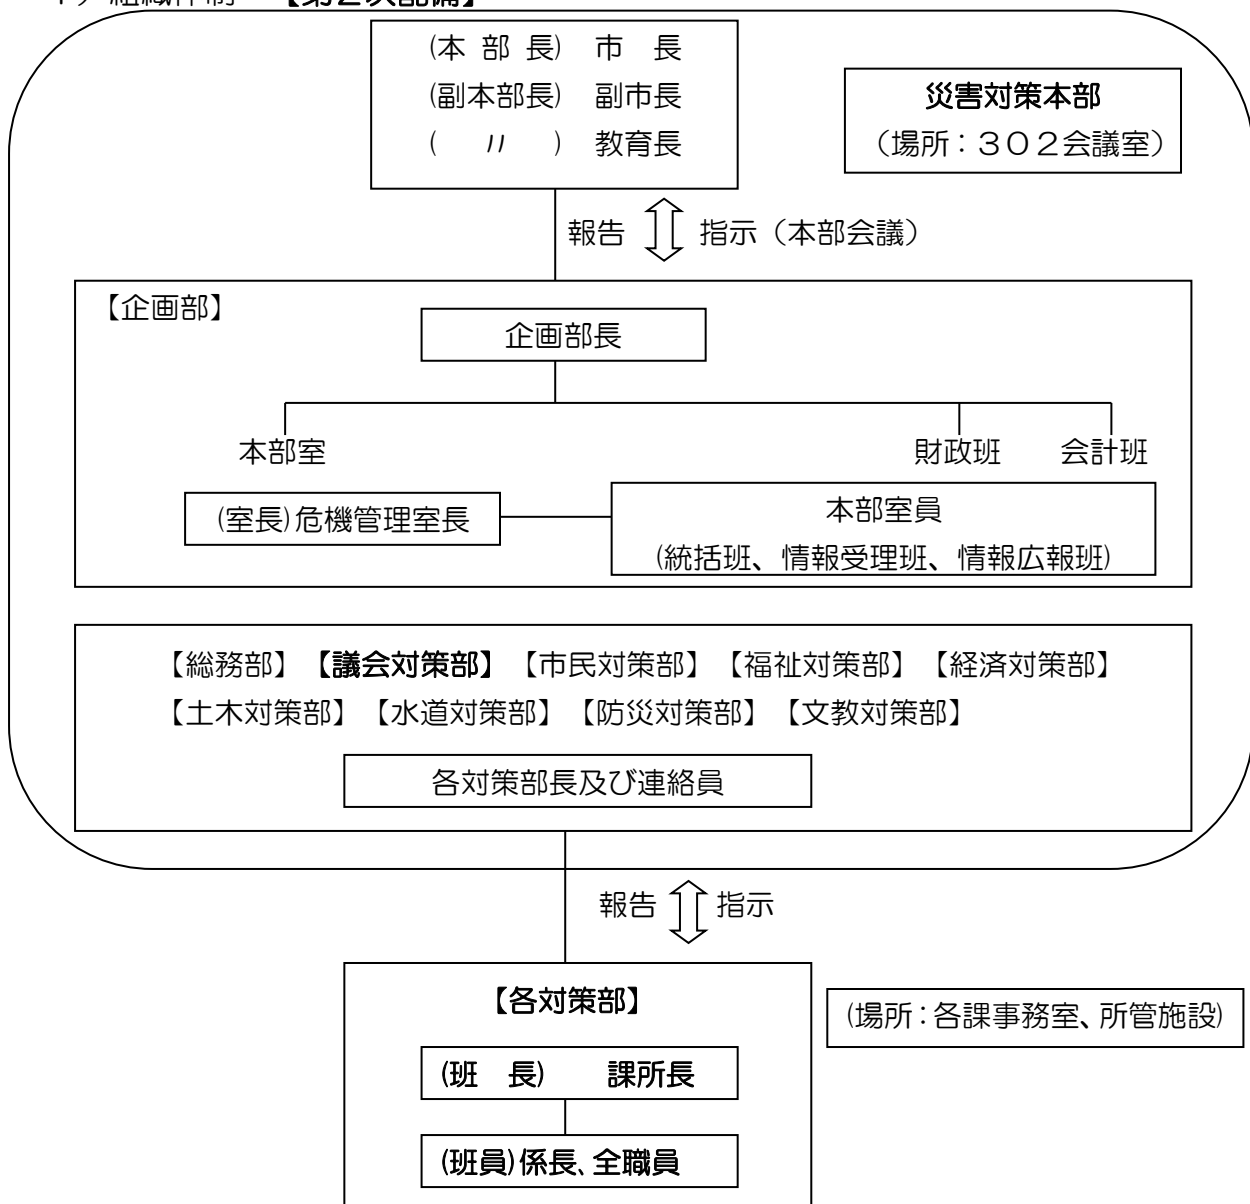 (本 部 長) 市 長
(副本部長) 副市長
( 〃 ) 教育長
災害対策本部
(場所:302会議室)
報告 指示(本部会議)
【企画部】
企画部長
本部室 財政班 会計班
(室長)危機管理室長
本部室員
(統括班、情報受理班、情報広報班)
【総務部】【議会対策部】【市民対策部】【福祉対策部】【経済対策部】
【土木対策部】【水道対策部】【防災対策部】【文教対策部】
各対策部長及び連絡員
報告 指示
【各対策部】
(場所:各課事務室、所管施設)
(班 長) 課所長
(班員)係長、全職員